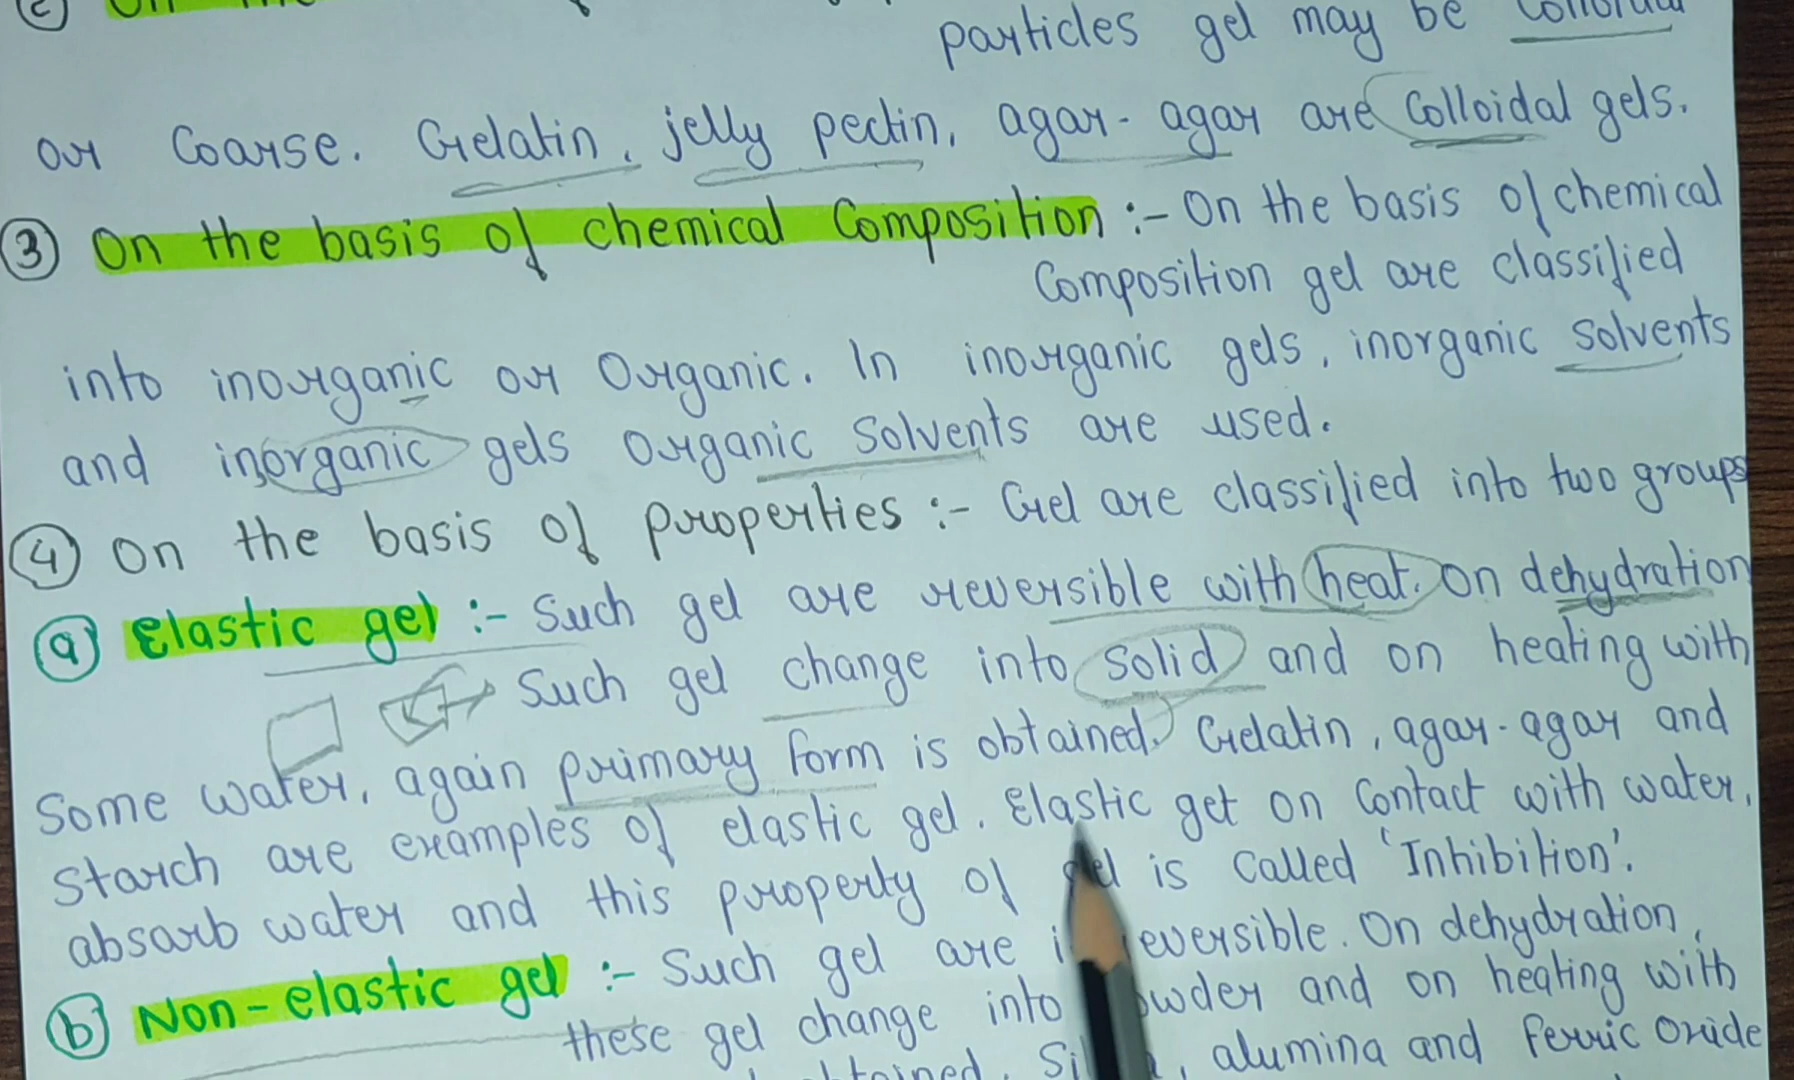 particles gel may be
or Coarse. Gelatin, jelly pectin, agar-agar are Colloidal gels.
③ On the basis of chemical Composition :- On the basis of chemical
Composition gel are classified
into inorganic or Organic. In inorganic gels, inorganic solvents
and inorganic gels Organic Solvents are used.
④ On the basis of properties :- Gel are classified into two groups
ⓐ Elastic gel :- Such gel are reversible with heat. On dehydration
Such gel change into solid and on heating with
Some water, again primary form is obtained. Gelatin, agar-agar and
Starch are examples of elastic gel. Elastic get on Contact with water,
absorb water and this property of gel is Called 'Inhibition'.
ⓑ Non-elastic gel :- Such gel are On dehydration,
these gel change into and on heating with
alumina and Ferric Oxide